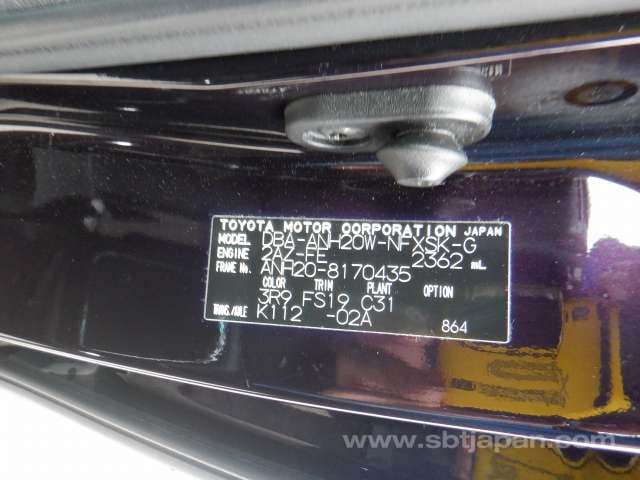 TOYOTA MOTOR CORPORATION JAPAN
MODEL DBA-ANH20W-NFXSK-G
ENGINE 2AZ-FE 2362 mL
FRAME No. ANH20-8170435
COLOR TRIM PLANT OPTION
3R9 FS19 C31
TRANS./AXLE K112 -02A
864
www.sbtjapan.com